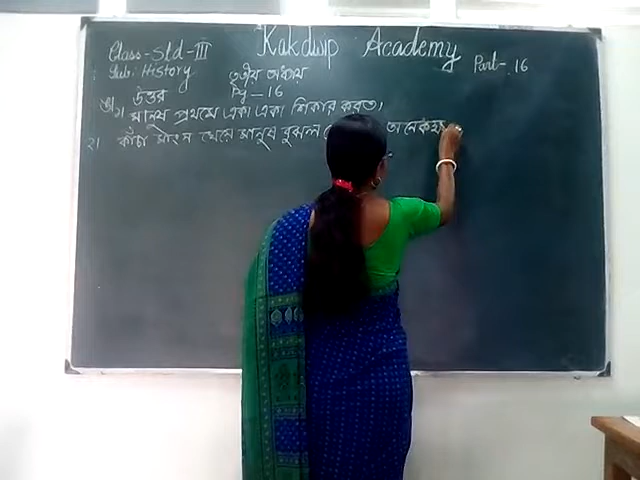 Kakdwip Academy
Class-Std-III
Part-16
Sub: History
তৃতীয় অধ্যায়
উত্তর
Pg-16
১। মানুষ প্রথমে একা একা শিকার করত।
২। কাঁচা মাংস খেয়ে মানুষ বুঝল